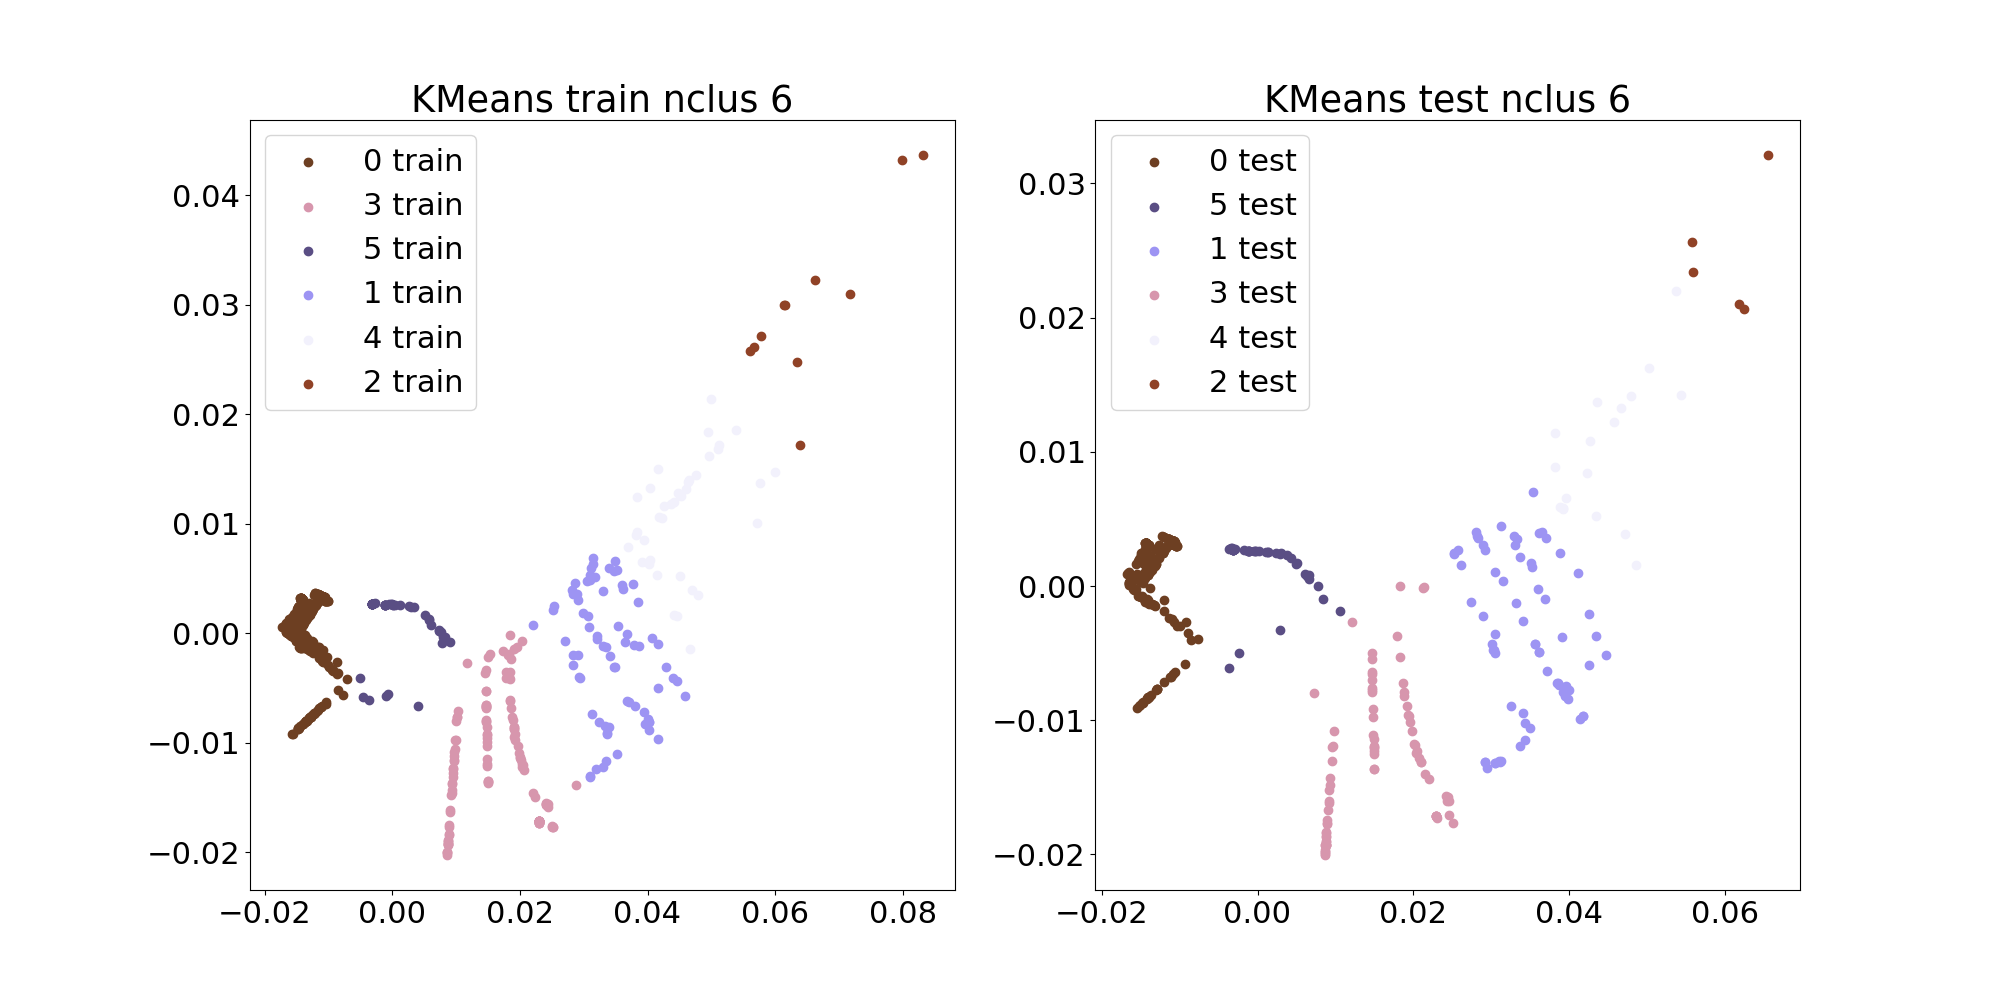 KMeans train nclus 6
0 train
3 train
5 train
1 train
4 train
2 train
0.04
0.03
0.02
0.01
0.00
−0.01
−0.02
−0.02 0.00 0.02 0.04 0.06 0.08
KMeans test nclus 6
0 test
5 test
1 test
3 test
4 test
2 test
0.03
0.02
0.01
0.00
−0.01
−0.02
−0.02 0.00 0.02 0.04 0.06